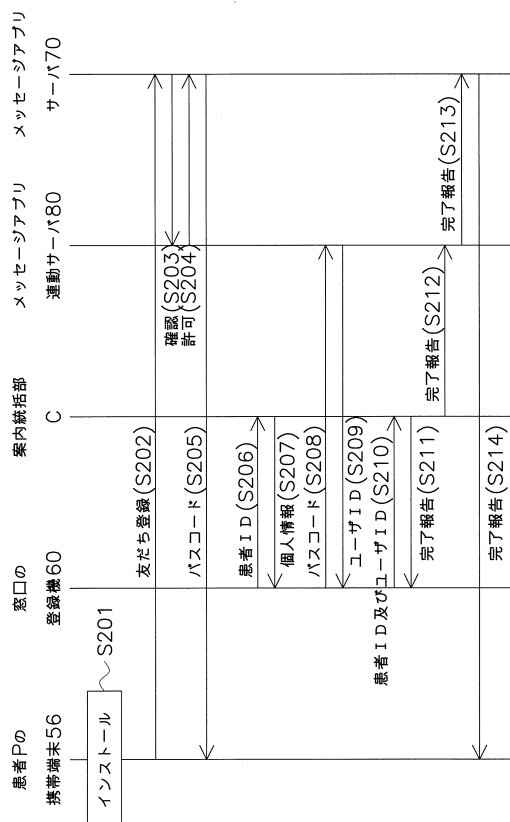 患者Pの
携帯端末56
窓口の
登録機60
案内統括部
C
メッセージアプリ
連動サーバ80
メッセージアプリ
サーバ70
インストール
S201
友だち登録(S202)
確認(S203)
許可(S204)
パスコード(S205)
患者ID(S206)
個人情報(S207)
パスコード(S208)
ユーザID(S209)
患者ID及びユーザID(S210)
完了報告(S211)
完了報告(S212)
完了報告(S213)
完了報告(S214)